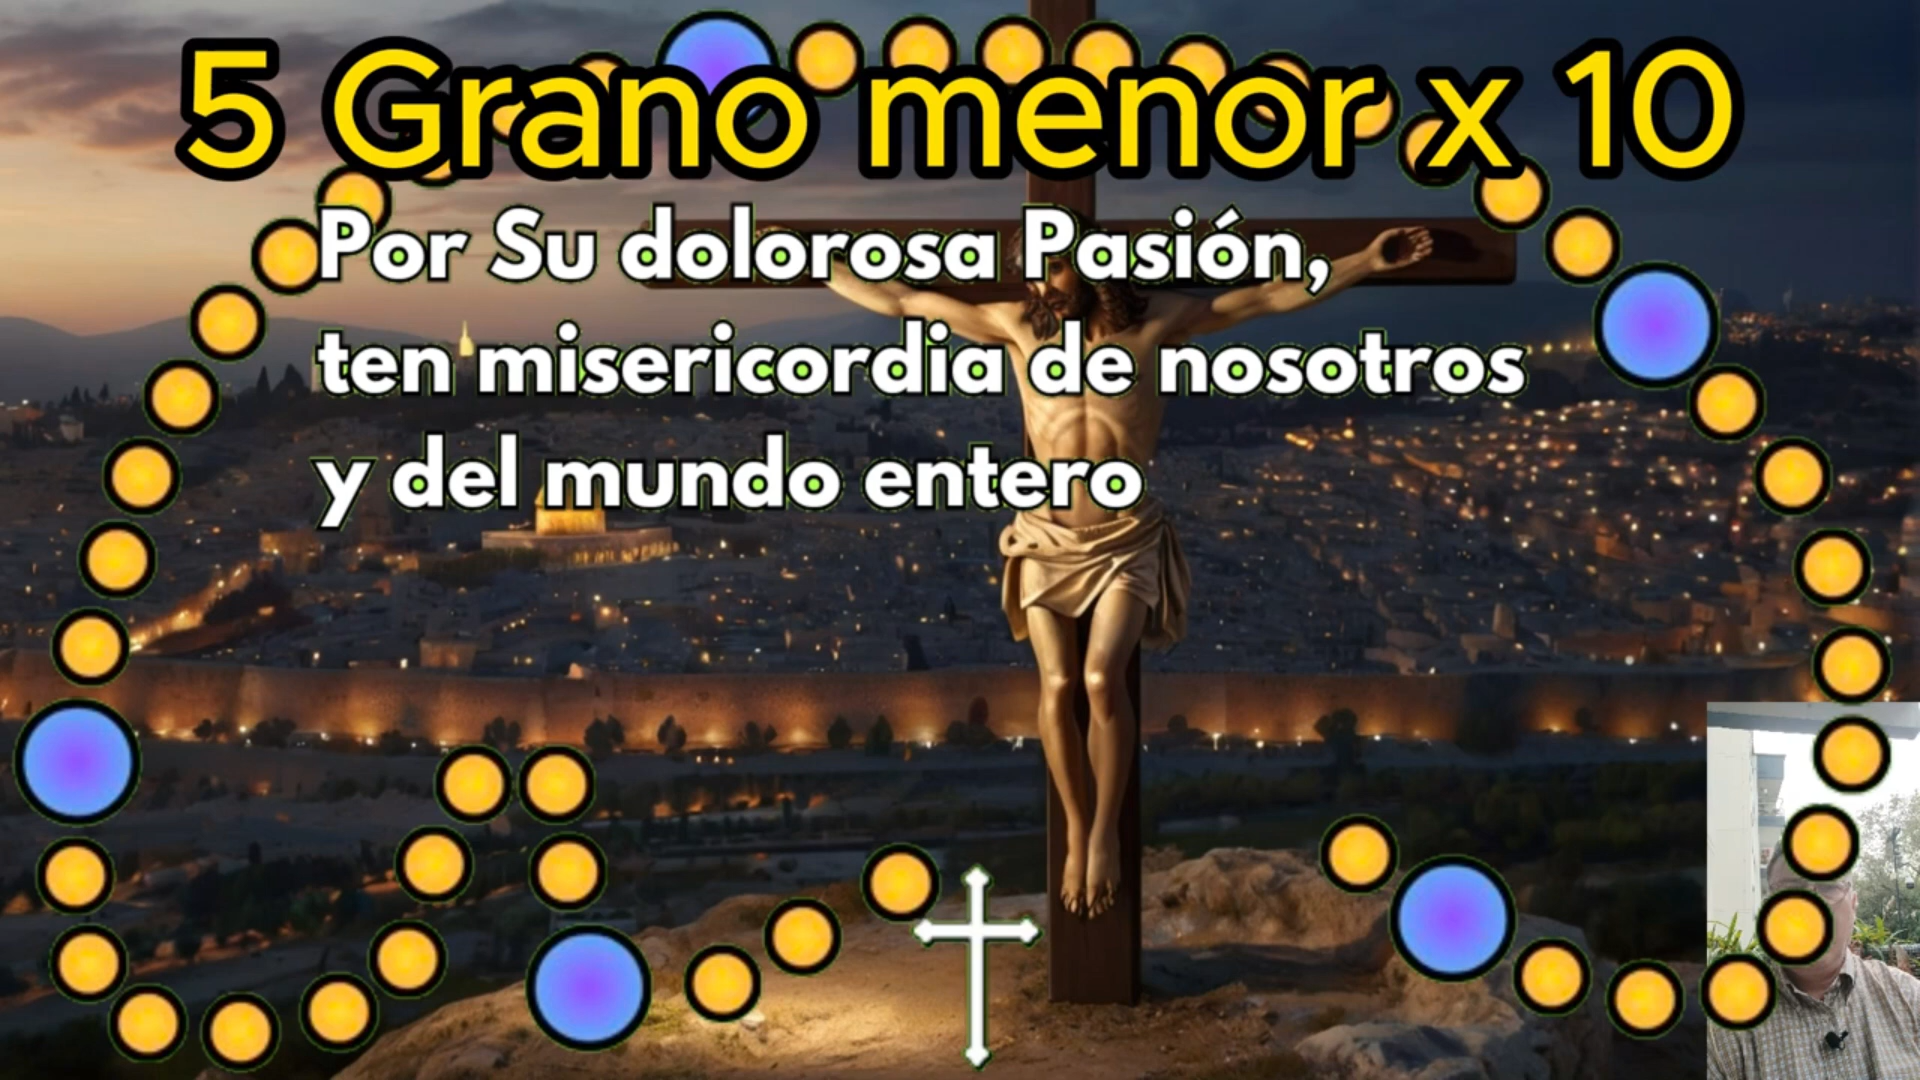 5 Grano menor x 10
Por Su dolorosa Pasión,
ten misericordia de nosotros
y del mundo entero